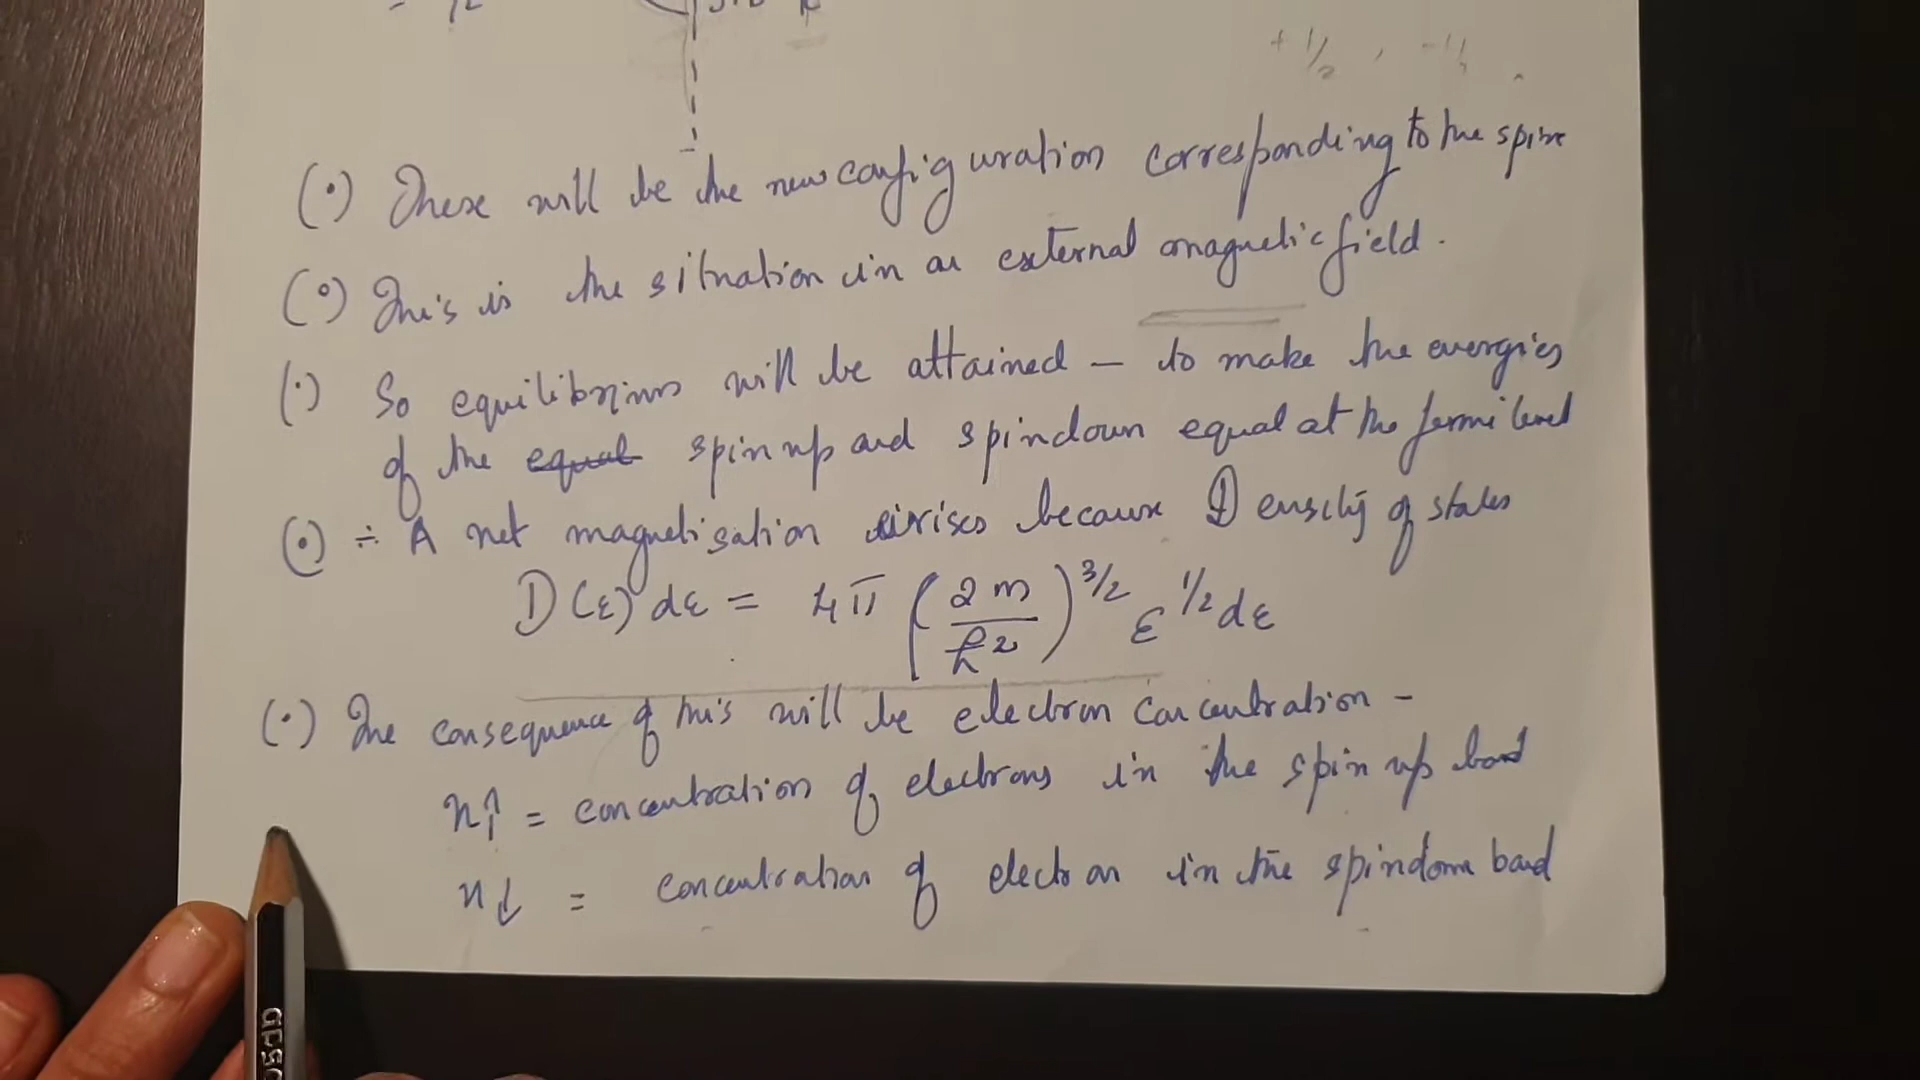 + 1/2 , - 1/2
(•) These will be the new configuration corresponding to the spins
(•) This is the situation in an external magnetic field.
(•) So equilibrium will be attained – to make the energies
of the equal spin up and spindown equal at the fermi level
(•) ∴ A net magnetisation arises because Density of states
D(ε) dε = 4π (2m/h²)^3/2 ε^1/2 dε
(•) The consequence of this will be electron concentration –
n↑ = concentration of electrons in the spin up band
n↓ = concentration of electron in the spindown band
apsa